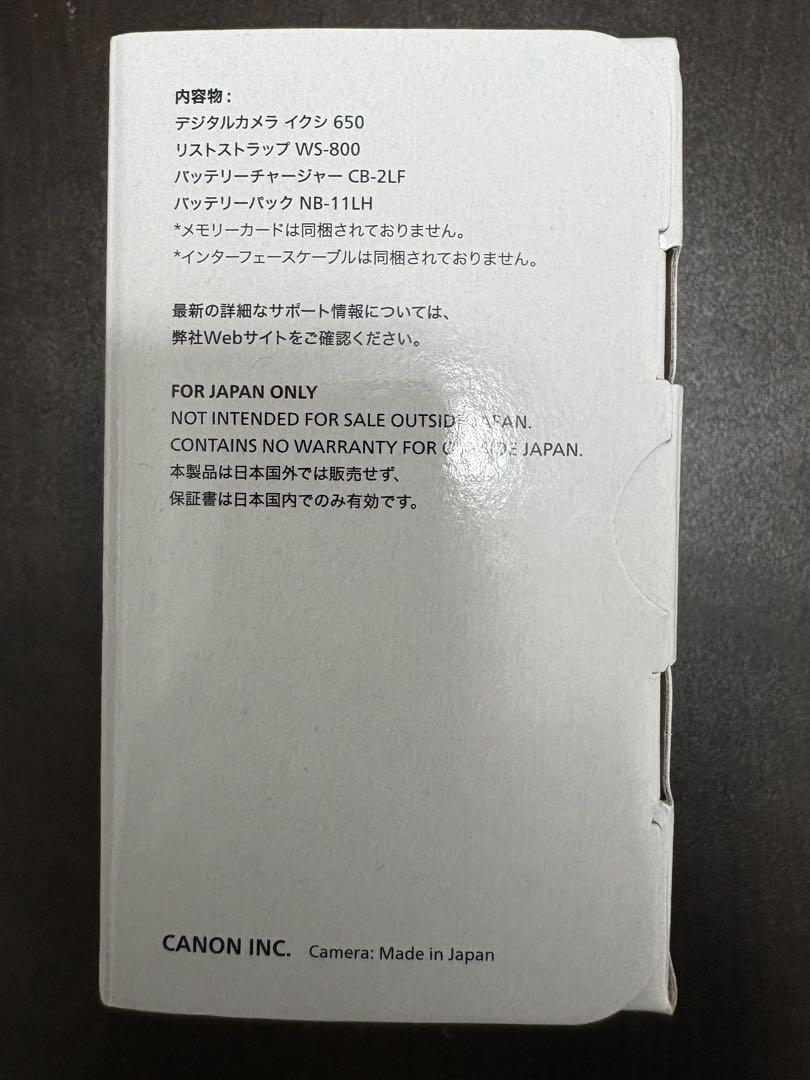 内容物：
デジタルカメラ イクシ 650
リストストラップ WS-800
バッテリーチャージャー CB-2LF
バッテリーパック NB-11LH
*メモリーカードは同梱されておりません。
*インターフェースケーブルは同梱されておりません。
最新の詳細なサポート情報については、
弊社Webサイトをご確認ください。
FOR JAPAN ONLY
NOT INTENDED FOR SALE OUTSIDE JAPAN.
CONTAINS NO WARRANTY FOR OUTSIDE JAPAN.
本製品は日本国外では販売せず、
保証書は日本国内でのみ有効です。
CANON INC. Camera: Made in Japan